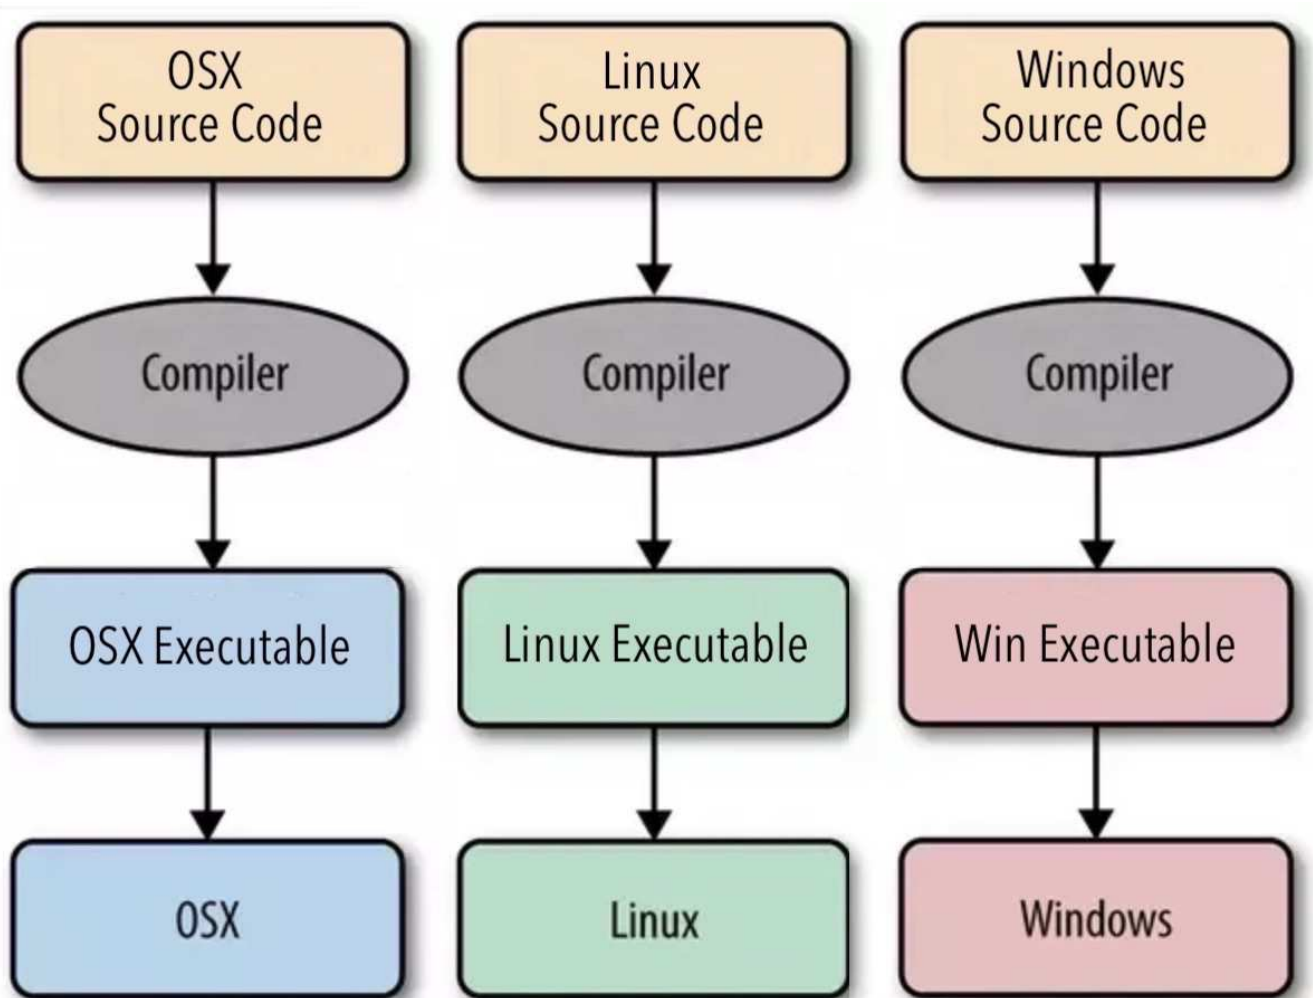 OSX
Source Code
Linux
Source Code
Windows
Source Code
Compiler
Compiler
Compiler
OSX Executable
Linux Executable
Win Executable
OSX
Linux
Windows